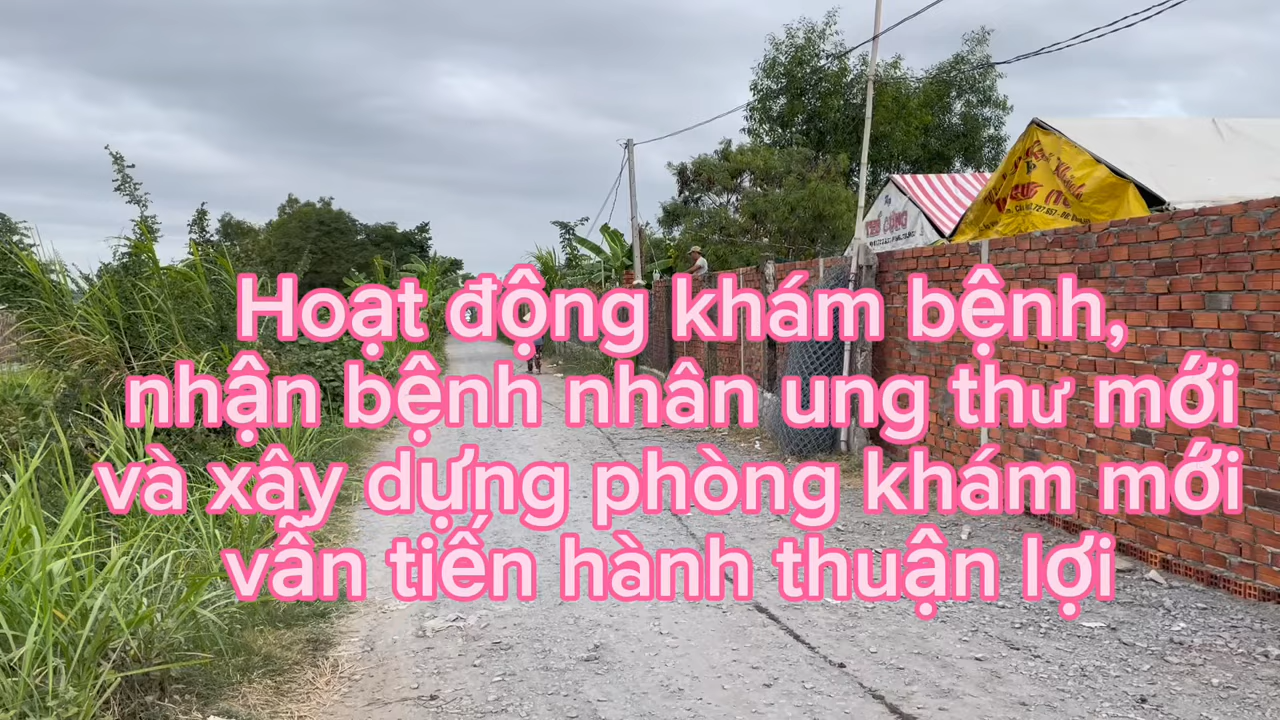 Hoạt động khám bệnh,
nhận bệnh nhân ung thư mới
và xây dựng phòng khám mới
vẫn tiến hành thuận lợi